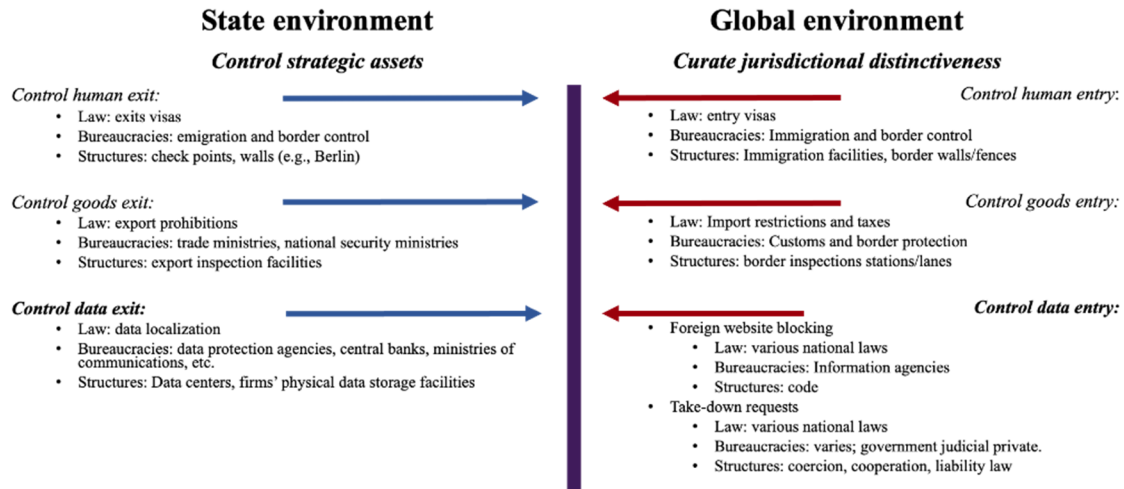 State environment
Control strategic assets
Control human exit:
• Law: exits visas
• Bureaucracies: emigration and border control
• Structures: check points, walls (e.g., Berlin)
Control goods exit:
• Law: export prohibitions
• Bureaucracies: trade ministries, national security ministries
• Structures: export inspection facilities
Control data exit:
• Law: data localization
• Bureaucracies: data protection agencies, central banks, ministries of
communications, etc.
• Structures: Data centers, firms’ physical data storage facilities
Global environment
Curate jurisdictional distinctiveness
Control human entry:
• Law: entry visas
• Bureaucracies: Immigration and border control
• Structures: Immigration facilities, border walls/fences
Control goods entry:
• Law: Import restrictions and taxes
• Bureaucracies: Customs and border protection
• Structures: border inspections stations/lanes
Control data entry:
• Foreign website blocking
• Law: various national laws
• Bureaucracies: Information agencies
• Structures: code
• Take-down requests
• Law: various national laws
• Bureaucracies: varies; government judicial private.
• Structures: coercion, cooperation, liability law